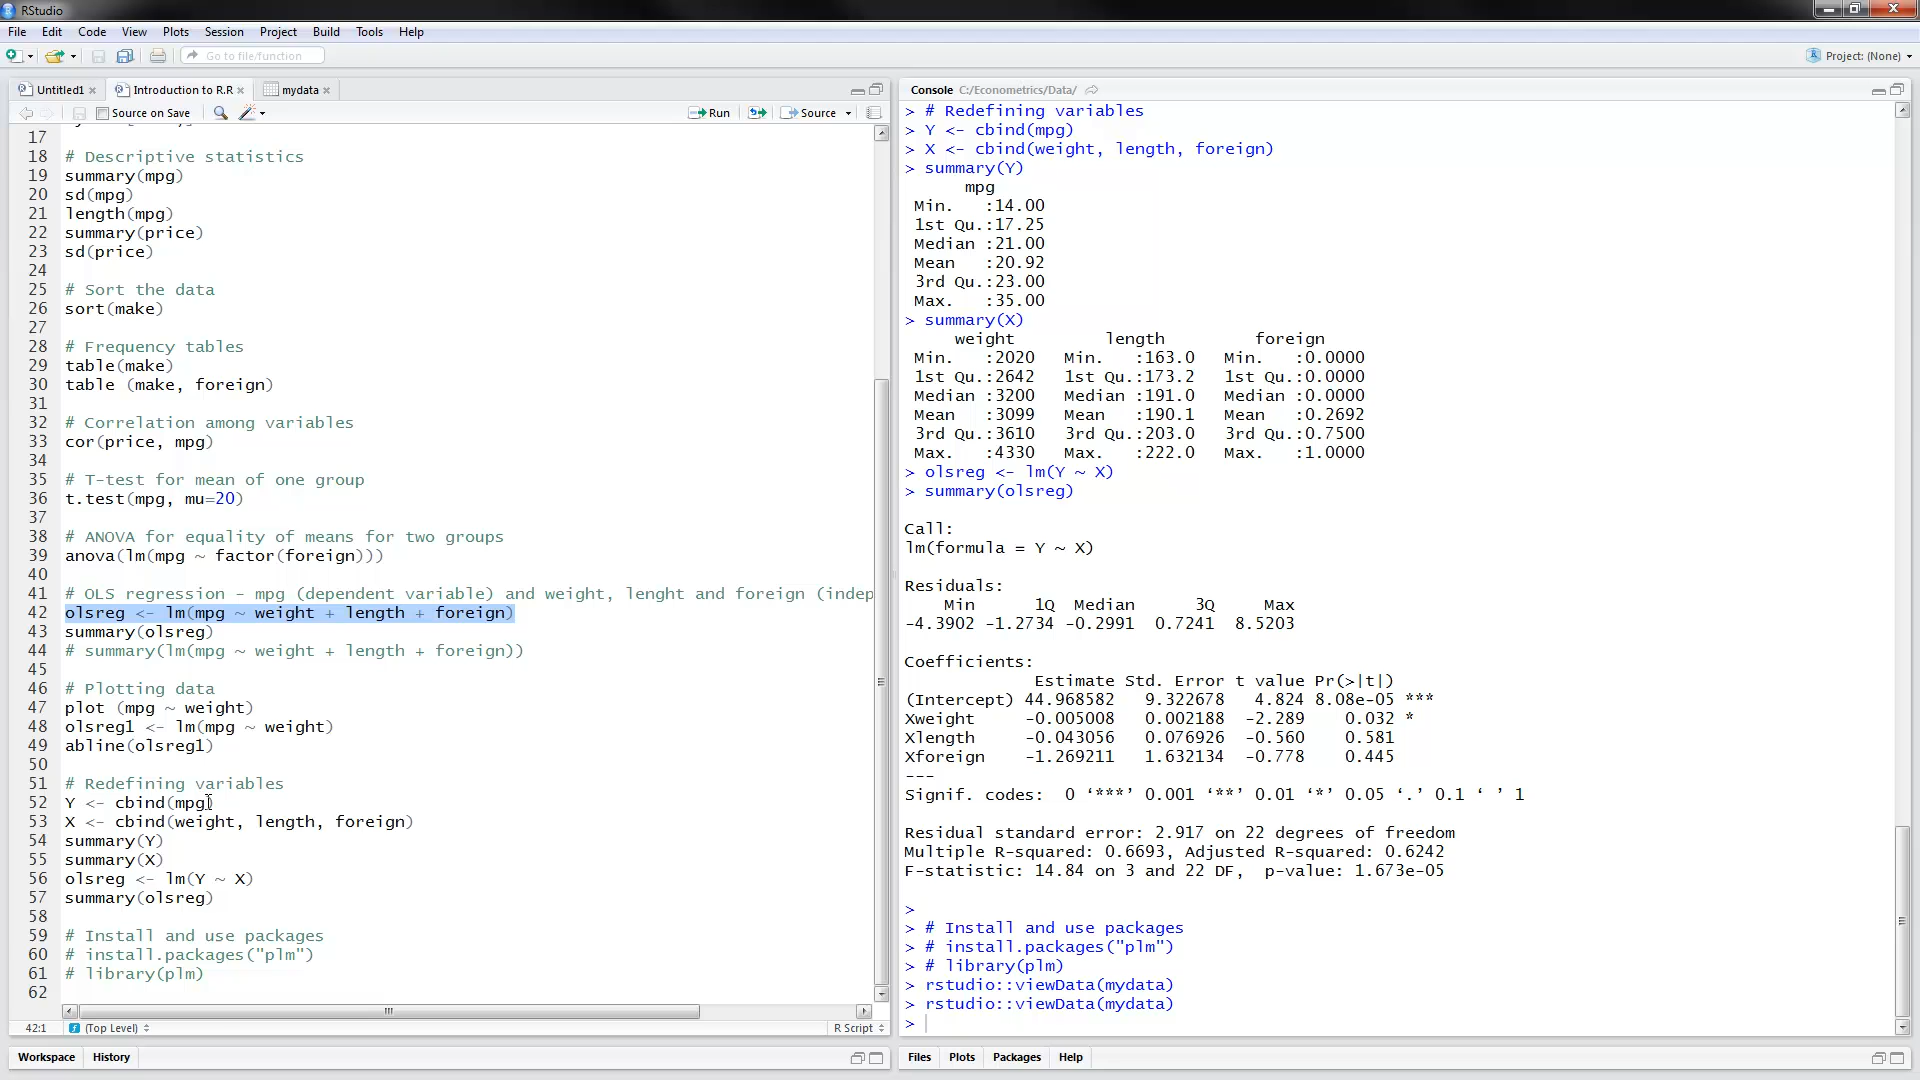 RStudio
File Edit Code View Plots Session Project Build Tools Help
Go to file/function
Project: (None)
Untitled1
Introduction to R.R
mydata
Source on Save
Run
Source
17
18 # Descriptive statistics
19 summary(mpg)
20 sd(mpg)
21 length(mpg)
22 summary(price)
23 sd(price)
24
25 # Sort the data
26 sort(make)
27
28 # Frequency tables
29 table(make)
30 table (make, foreign)
31
32 # Correlation among variables
33 cor(price, mpg)
34
35 # T-test for mean of one group
36 t.test(mpg, mu=20)
37
38 # ANOVA for equality of means for two groups
39 anova(lm(mpg ~ factor(foreign)))
40
41 # OLS regression - mpg (dependent variable) and weight, lenght and foreign (indep
42 olsreg <- lm(mpg ~ weight + length + foreign)
43 summary(olsreg)
44 # summary(lm(mpg ~ weight + length + foreign))
45
46 # Plotting data
47 plot (mpg ~ weight)
48 olsreg1 <- lm(mpg ~ weight)
49 abline(olsreg1)
50
51 # Redefining variables
52 Y <- cbind(mpg)
53 X <- cbind(weight, length, foreign)
54 summary(Y)
55 summary(X)
56 olsreg <- lm(Y ~ X)
57 summary(olsreg)
58
59 # Install and use packages
60 # install.packages("plm")
61 # library(plm)
62
42:1 (Top Level) R Script
Workspace History
Console C:/Econometrics/Data/
> # Redefining variables
> Y <- cbind(mpg)
> X <- cbind(weight, length, foreign)
> summary(Y)
mpg
Min. :14.00
1st Qu.:17.25
Median :21.00
Mean :20.92
3rd Qu.:23.00
Max. :35.00
> summary(X)
weight length foreign
Min. :2020 Min. :163.0 Min. :0.0000
1st Qu.:2642 1st Qu.:173.2 1st Qu.:0.0000
Median :3200 Median :191.0 Median :0.0000
Mean :3099 Mean :190.1 Mean :0.2692
3rd Qu.:3610 3rd Qu.:203.0 3rd Qu.:0.7500
Max. :4330 Max. :222.0 Max. :1.0000
> olsreg <- lm(Y ~ X)
> summary(olsreg)
Call:
lm(formula = Y ~ X)
Residuals:
Min 1Q Median 3Q Max
-4.3902 -1.2734 -0.2991 0.7241 8.5203
Coefficients:
Estimate Std. Error t value Pr(>|t|)
(Intercept) 44.968582 9.322678 4.824 8.08e-05 ***
Xweight -0.005008 0.002188 -2.289 0.032 *
Xlength -0.043056 0.076926 -0.560 0.581
Xforeign -1.269211 1.632134 -0.778 0.445
---
Signif. codes: 0 ‘***’ 0.001 ‘**’ 0.01 ‘*’ 0.05 ‘.’ 0.1 ‘ ’ 1
Residual standard error: 2.917 on 22 degrees of freedom
Multiple R-squared: 0.6693, Adjusted R-squared: 0.6242
F-statistic: 14.84 on 3 and 22 DF, p-value: 1.673e-05
>
> # Install and use packages
> # install.packages("plm")
> # library(plm)
> rstudio::viewData(mydata)
> rstudio::viewData(mydata)
>
Files Plots Packages Help